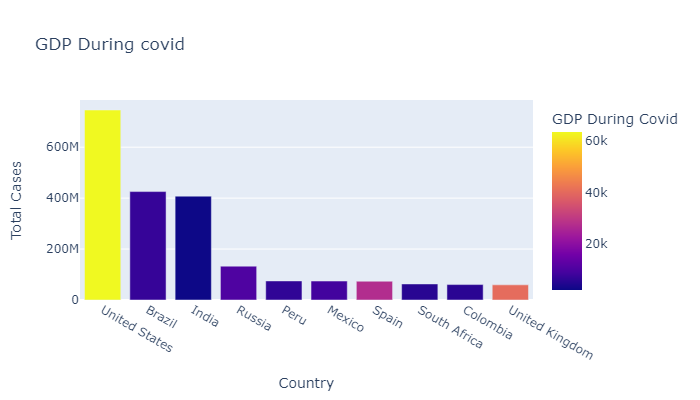 GDP During covid
GDP During Covid
60k
40k
20k
Total Cases
600M
400M
200M
0
United States
Brazil
India
Russia
Peru
Mexico
Spain
South Africa
Colombia
United Kingdom
Country